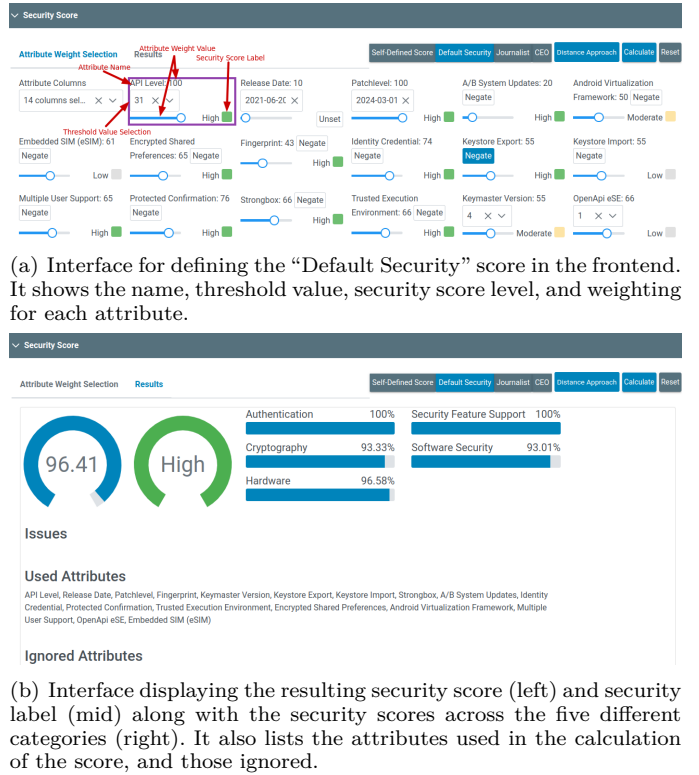 Security Score
Attribute Weight Selection Results Self-Defined Score Default Security Journalist CEO Distance Approach Calculate Reset
Attribute Weight Value
Security Score Label
Attribute Name
Attribute Columns API Level: 100 Release Date: 10 Patchlevel: 100 A/B System Updates: 20 Android Virtualization
14 columns sel... 31 2021-06-20 2024-03-01 Negate Framework: 50 Negate
High Unset High High Moderate
Threshold Value Selection
Embedded SIM (eSIM): 61 Encrypted Shared Fingerprint: 43 Negate Identity Credential: 74 Keystore Export: 55 Keystore Import: 55
Negate Preferences: 65 Negate Negate Negate Negate
Low High High High High Low
Multiple User Support: 65 Protected Confirmation: 76 Strongbox: 66 Negate Trusted Execution Keymaster Version: 55 OpenApi eSE: 66
Negate Negate Environment: 66 Negate 4 1
High High High High Moderate Low
(a) Interface for defining the “Default Security” score in the frontend.
It shows the name, threshold value, security score level, and weighting
for each attribute.
Security Score
Attribute Weight Selection Results Self-Defined Score Default Security Journalist CEO Distance Approach Calculate Reset
96.41
High
Authentication 100%
Security Feature Support 100%
Cryptography 93.33%
Software Security 93.01%
Hardware 96.58%
Issues
Used Attributes
API Level, Release Date, Patchlevel, Fingerprint, Keymaster Version, Keystore Export, Keystore Import, Strongbox, A/B System Updates, Identity
Credential, Protected Confirmation, Trusted Execution Environment, Encrypted Shared Preferences, Android Virtualization Framework, Multiple
User Support, OpenApi eSE, Embedded SIM (eSIM)
Ignored Attributes
(b) Interface displaying the resulting security score (left) and security
label (mid) along with the security scores across the five different
categories (right). It also lists the attributes used in the calculation
of the score, and those ignored.